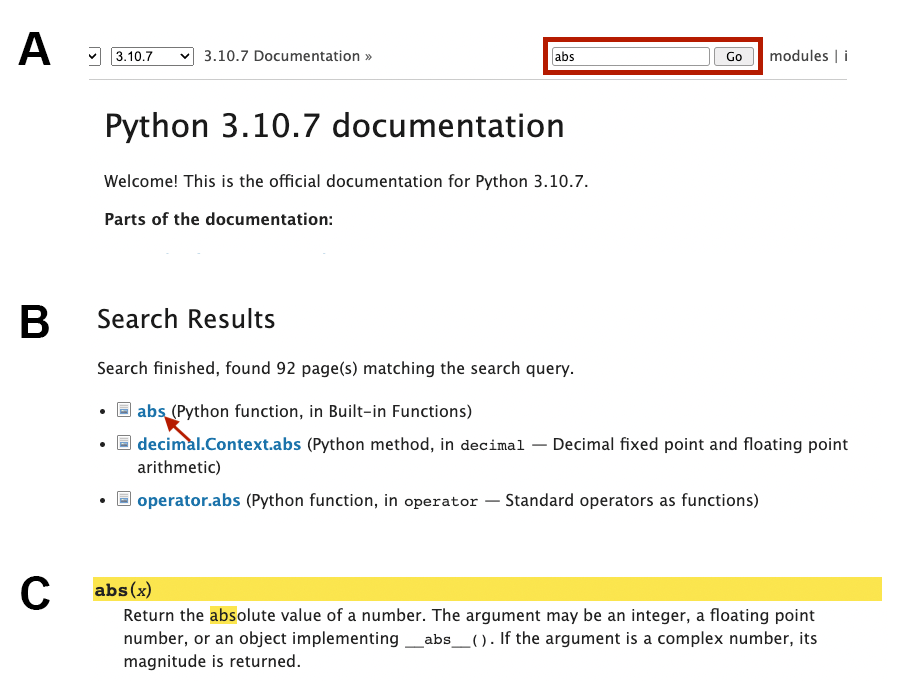 A
3.10.7 3.10.7 Documentation » abs Go modules | i
Python 3.10.7 documentation
Welcome! This is the official documentation for Python 3.10.7.
Parts of the documentation:
B
Search Results
Search finished, found 92 page(s) matching the search query.
• abs (Python function, in Built-in Functions)
• decimal.Context.abs (Python method, in decimal — Decimal fixed point and floating point
arithmetic)
• operator.abs (Python function, in operator — Standard operators as functions)
C
abs(x)
Return the absolute value of a number. The argument may be an integer, a floating point
number, or an object implementing __abs__(). If the argument is a complex number, its
magnitude is returned.